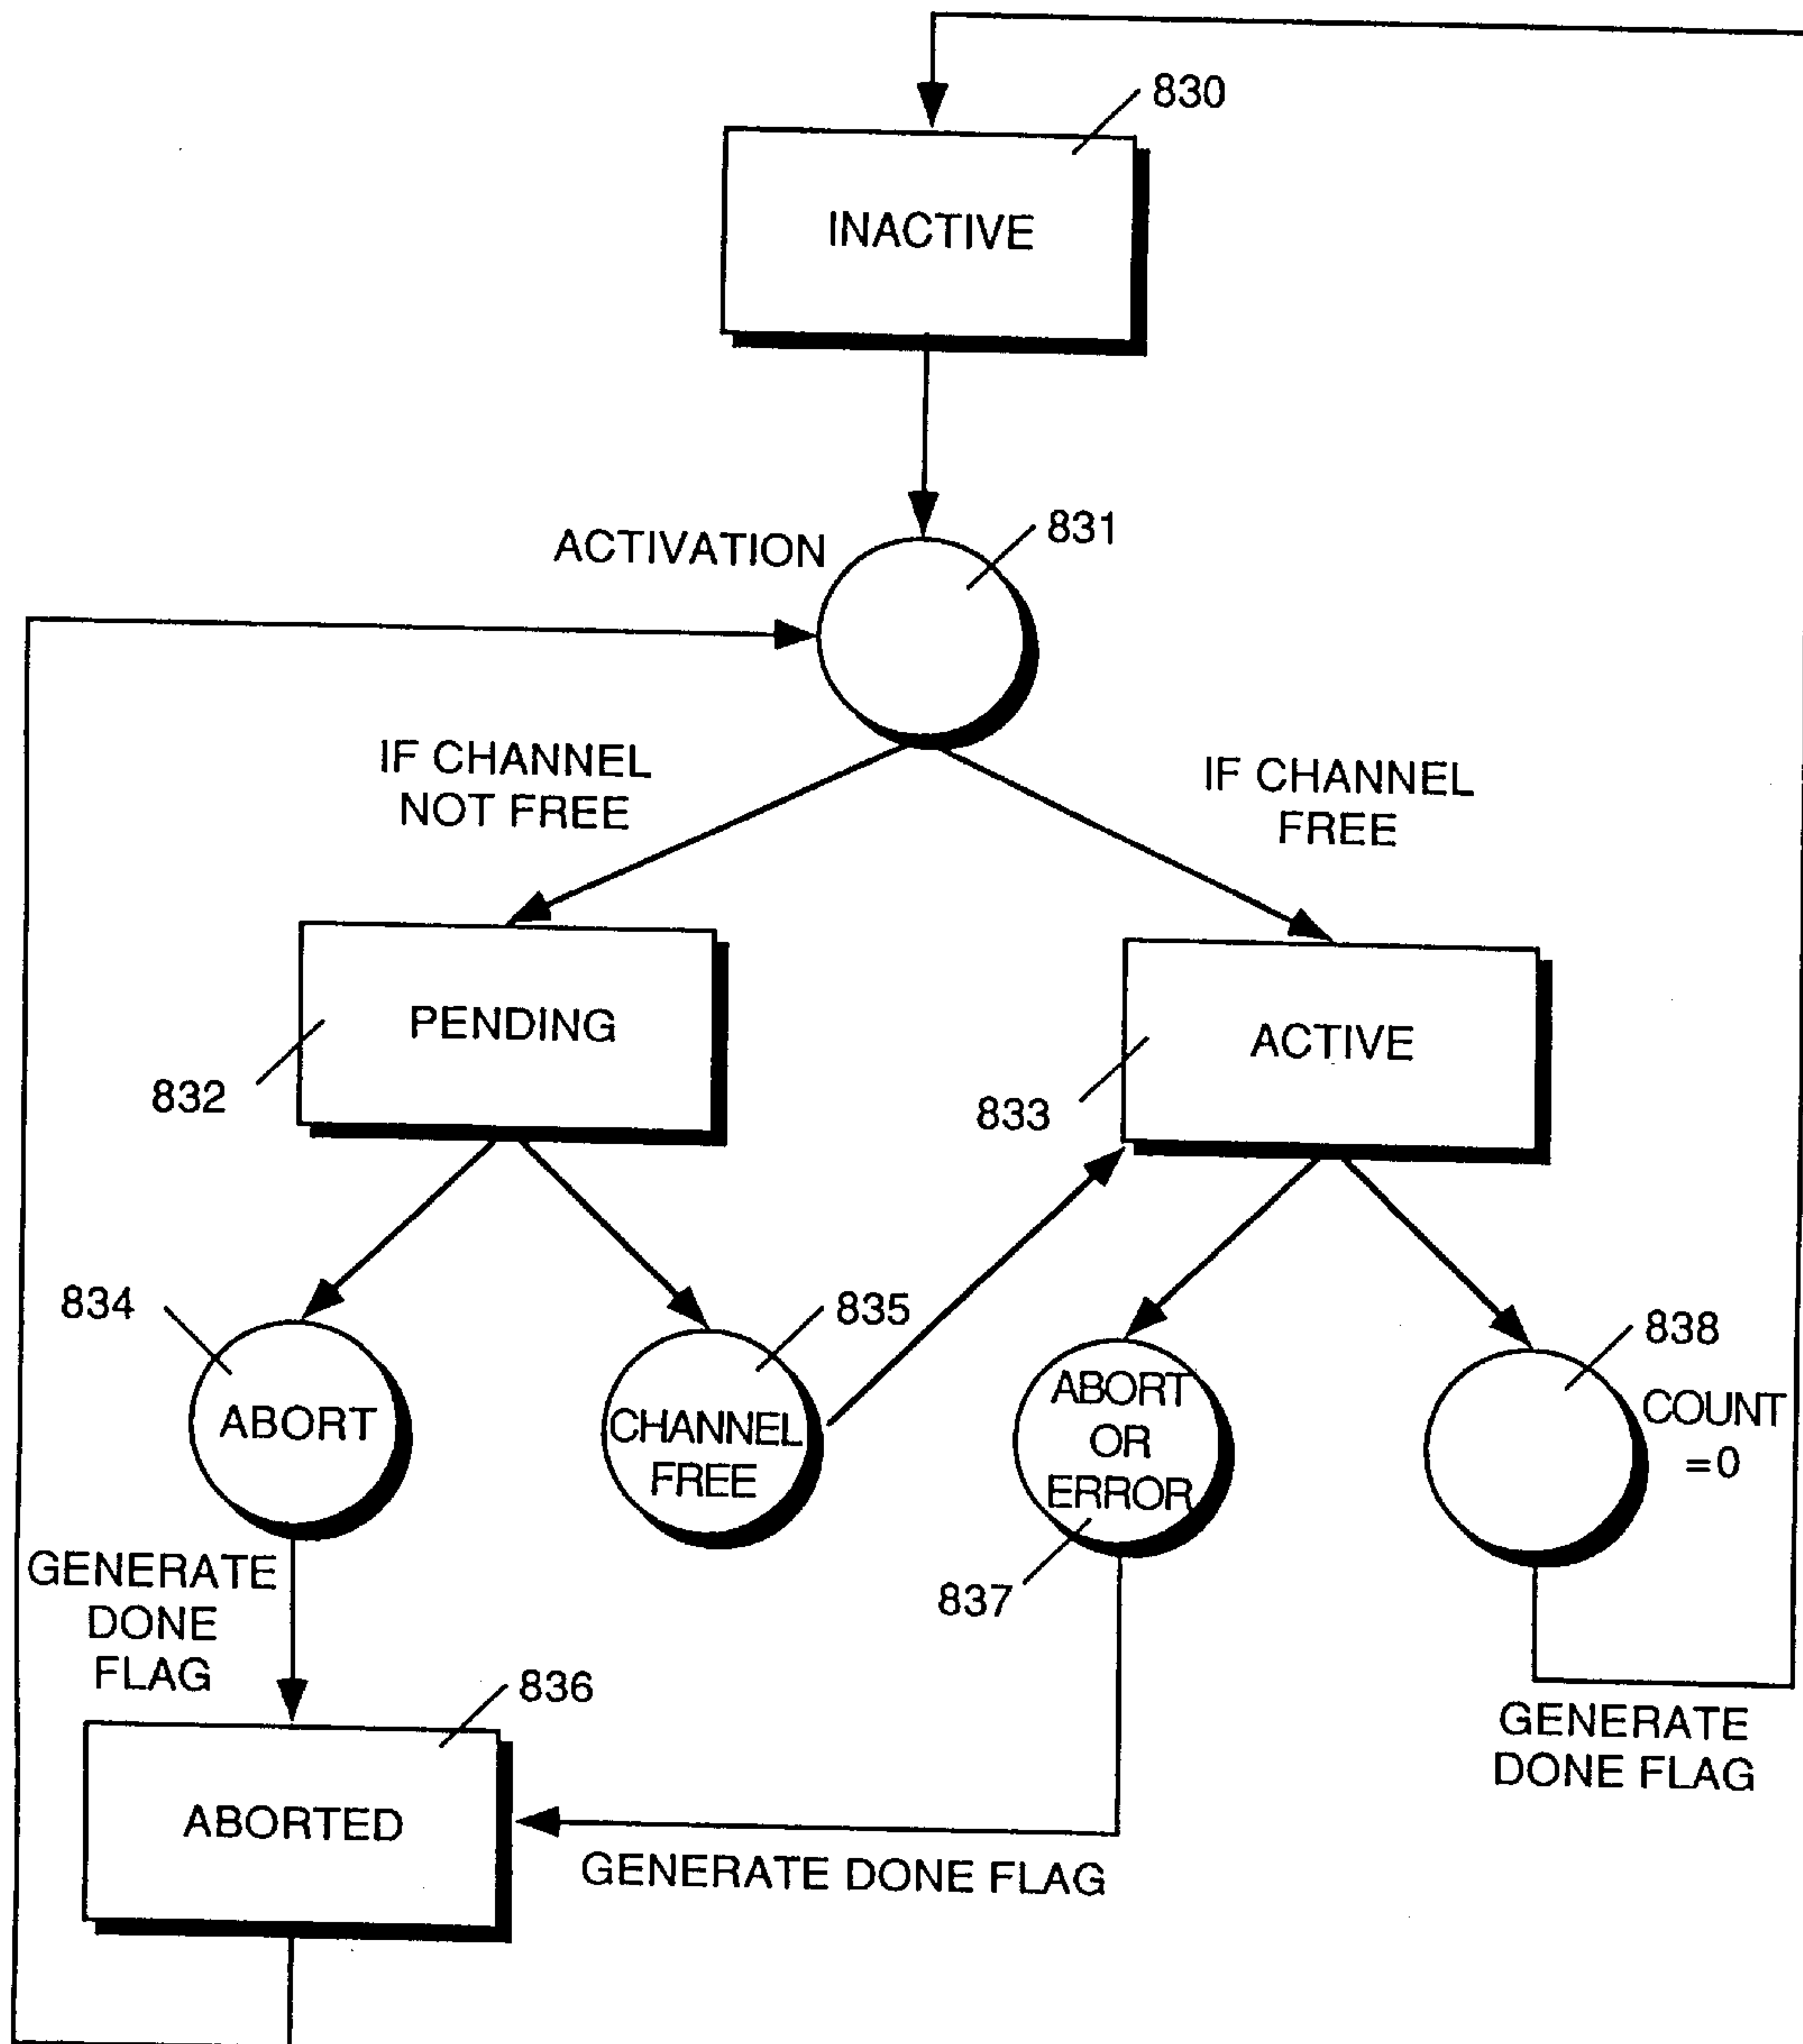 830
INACTIVE
ACTIVATION
831
IF CHANNEL
NOT FREE
IF CHANNEL
FREE
PENDING
832
ACTIVE
833
834
ABORT
835
CHANNEL
FREE
ABORT
OR
ERROR
837
838
COUNT
=0
GENERATE
DONE
FLAG
836
ABORTED
GENERATE DONE FLAG
GENERATE
DONE FLAG